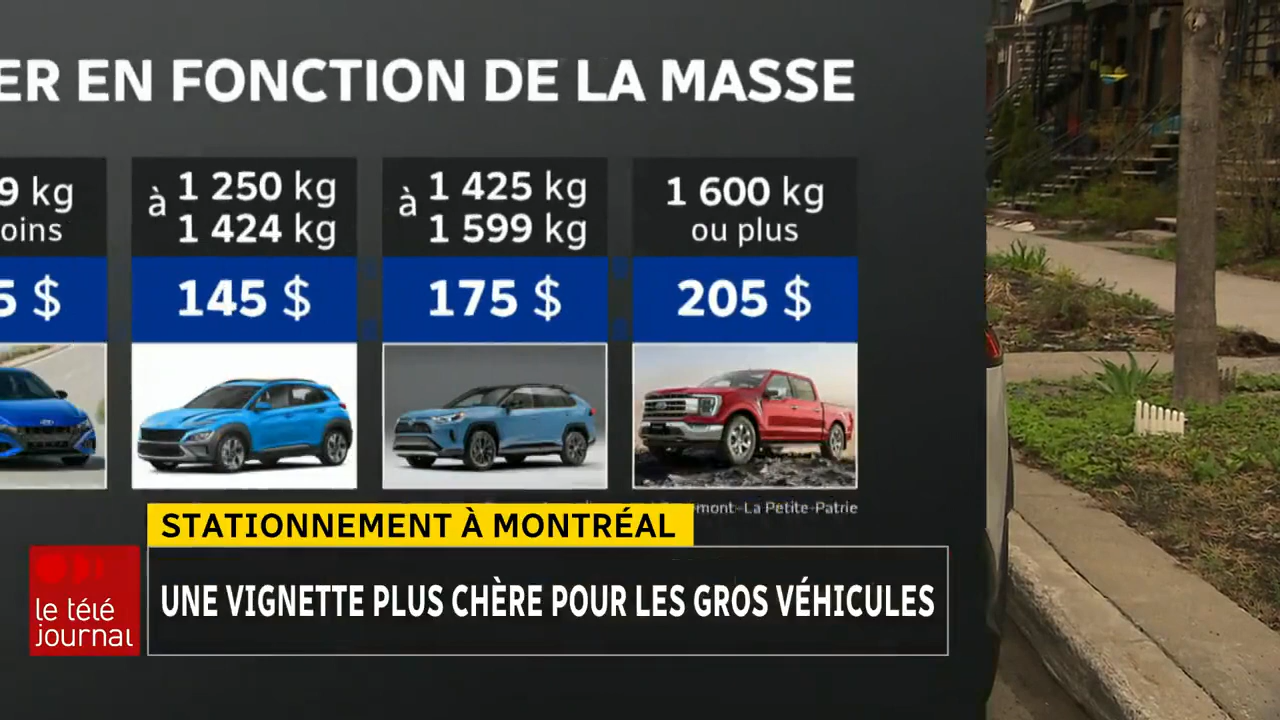 ER EN FONCTION DE LA MASSE
9 kg
oins
à 1 250 kg
1 424 kg
à 1 425 kg
1 599 kg
1 600 kg
ou plus
5 $
145 $
175 $
205 $
mont-La Petite-Patrie
STATIONNEMENT À MONTRÉAL
UNE VIGNETTE PLUS CHÈRE POUR LES GROS VÉHICULES
le télé
journal